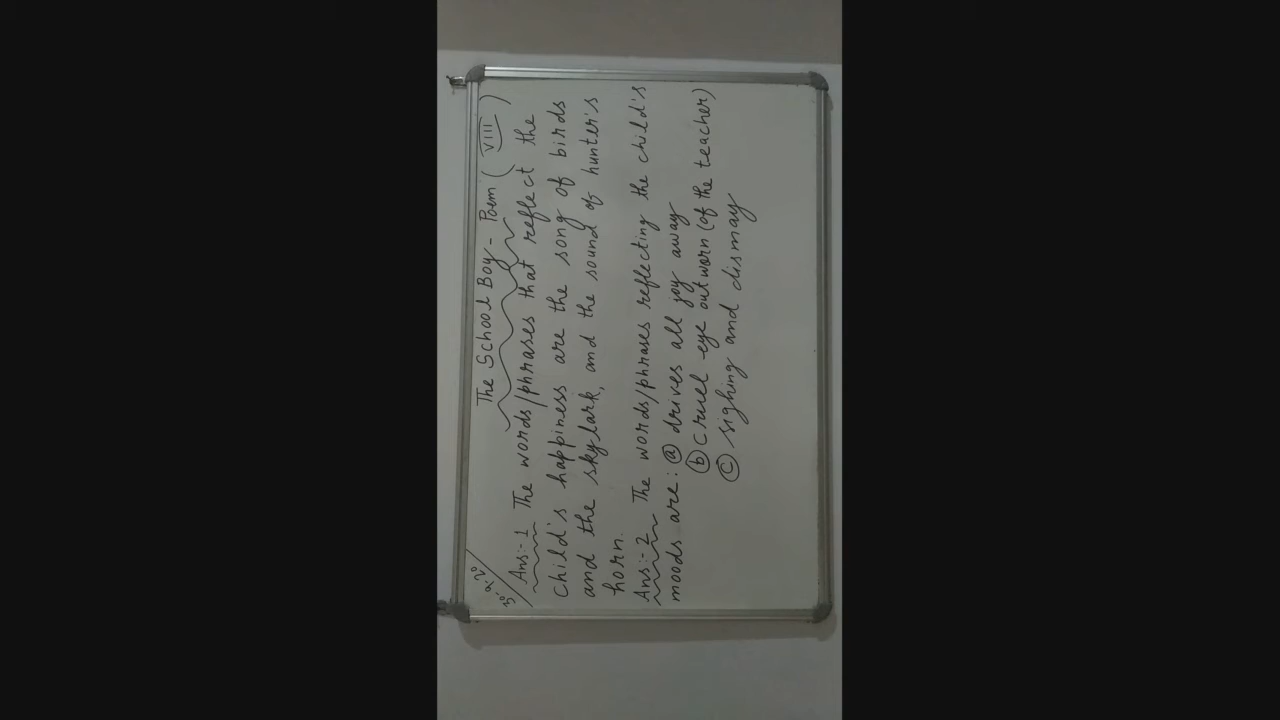 30-9-20
The School Boy - Poem (VIII)
Ans:-1 The words/phrases that reflect the
child's happiness are the song of birds
and the skylark, and the sound of hunter's
horn.
Ans:-2 The words/phrases reflecting the child's
moods are: (a) drives all joy away
(b) cruel eye outworn (of the teacher)
(c) sighing and dismay